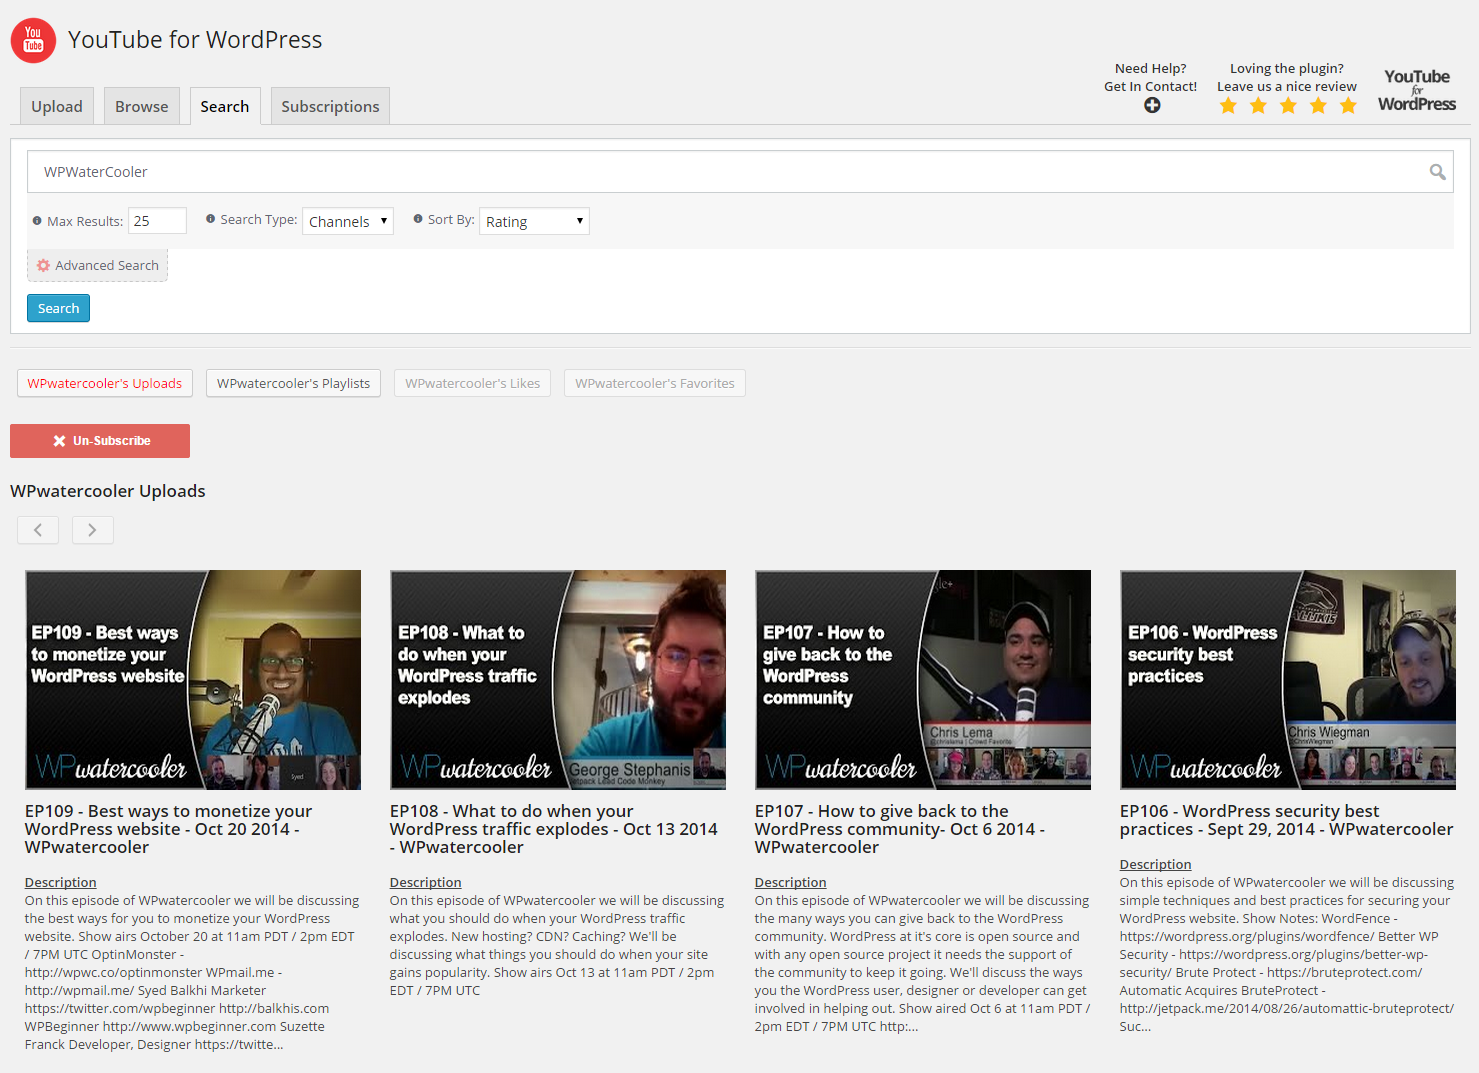 You
Tube
YouTube for WordPress
Need Help?
Get In Contact!
Loving the plugin?
Leave us a nice review
YouTube
for
WordPress
Upload
Browse
Search
Subscriptions
WPWaterCooler
Max Results: 25
Search Type: Channels
Sort By: Rating
Advanced Search
Search
WPwatercooler's Uploads
WPwatercooler's Playlists
WPwatercooler's Likes
WPwatercooler's Favorites
Un-Subscribe
WPwatercooler Uploads
EP109 - Best ways
to monetize your
WordPress website
WPwatercooler
Syed
EP109 - Best ways to monetize your
WordPress website - Oct 20 2014 -
WPwatercooler
Description
On this episode of WPwatercooler we will be discussing
the best ways for you to monetize your WordPress
website. Show airs October 20 at 11am PDT / 2pm EDT
/ 7PM UTC OptinMonster -
http://wpwc.co/optinmonster WPmail.me -
http://wpmail.me/ Syed Balkhi Marketer
https://twitter.com/wpbeginner http://balkhis.com
WPBeginner http://www.wpbeginner.com Suzette
Franck Developer, Designer https://twitte...
EP108 - What to
do when your
WordPress traffic
explodes
WPwatercooler
George Stephanis
Jetpack Lead Code Monkey
EP108 - What to do when your
WordPress traffic explodes - Oct 13 2014
- WPwatercooler
Description
On this episode of WPwatercooler we will be discussing
what you should do when your WordPress traffic
explodes. New hosting? CDN? Caching? We'll be
discussing what things you should do when your site
gains popularity. Show airs Oct 13 at 11am PDT / 2pm
EDT / 7PM UTC
EP107 - How to
give back to the
WordPress
community
WPwatercooler
Chris Lema
@chrislema | Crowd Favorite
EP107 - How to give back to the
WordPress community- Oct 6 2014 -
WPwatercooler
Description
On this episode of WPwatercooler we will be discussing
the many ways you can give back to the WordPress
community. WordPress at it's core is open source and
with any open source project it needs the support of
the community to keep it going. We'll discuss the ways
you the WordPress user, designer or developer can get
involved in helping out. Show aired Oct 6 at 11am PDT /
2pm EDT / 7PM UTC http:...
EP106 - WordPress
security best
practices
WPwatercooler
Chris Wiegman
@ChrisWiegman
EP106 - WordPress security best
practices - Sept 29, 2014 - WPwatercooler
Description
On this episode of WPwatercooler we will be discussing
simple techniques and best practices for securing your
WordPress website. Show Notes: WordFence -
https://wordpress.org/plugins/wordfence/ Better WP
Security - https://wordpress.org/plugins/better-wp-
security/ Brute Protect - https://bruteprotect.com/
Automatic Acquires BruteProtect -
http://jetpack.me/2014/08/26/automattic-bruteprotect/
Suc...